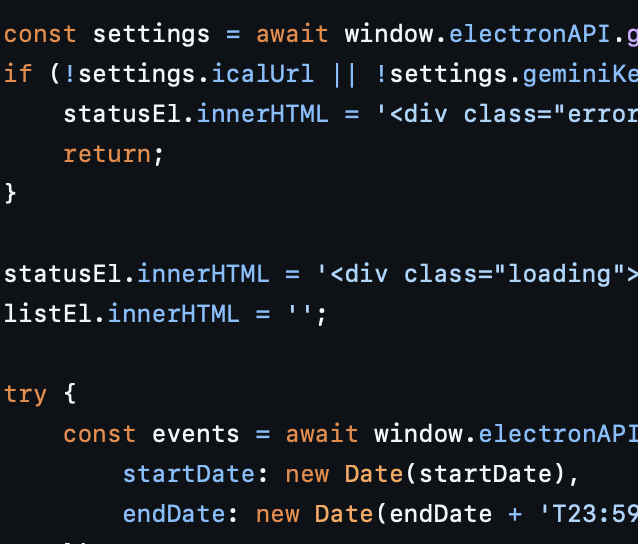 const settings = await window.electronAPI.g
if (!settings.icalUrl || !settings.geminiKe
statusEl.innerHTML = '<div class="error
return;
}
statusEl.innerHTML = '<div class="loading">
listEl.innerHTML = '';
try {
const events = await window.electronAPI
startDate: new Date(startDate),
endDate: new Date(endDate + 'T23:59